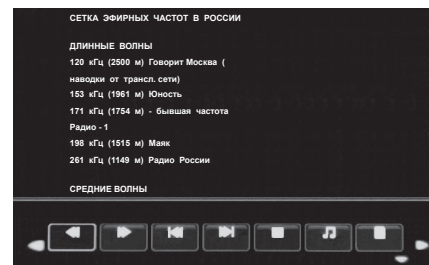 СЕТКА ЭФИРНЫХ ЧАСТОТ В РОССИИ
ДЛИННЫЕ ВОЛНЫ
120 кГц (2500 м) Говорит Москва (
наводки от трансл. сети)
153 кГц (1961 м) Юность
171 кГц (1754 м) - бывшая частота
Радио - 1
198 кГц (1515 м) Маяк
261 кГц (1149 м) Радио России
СРЕДНИЕ ВОЛНЫ